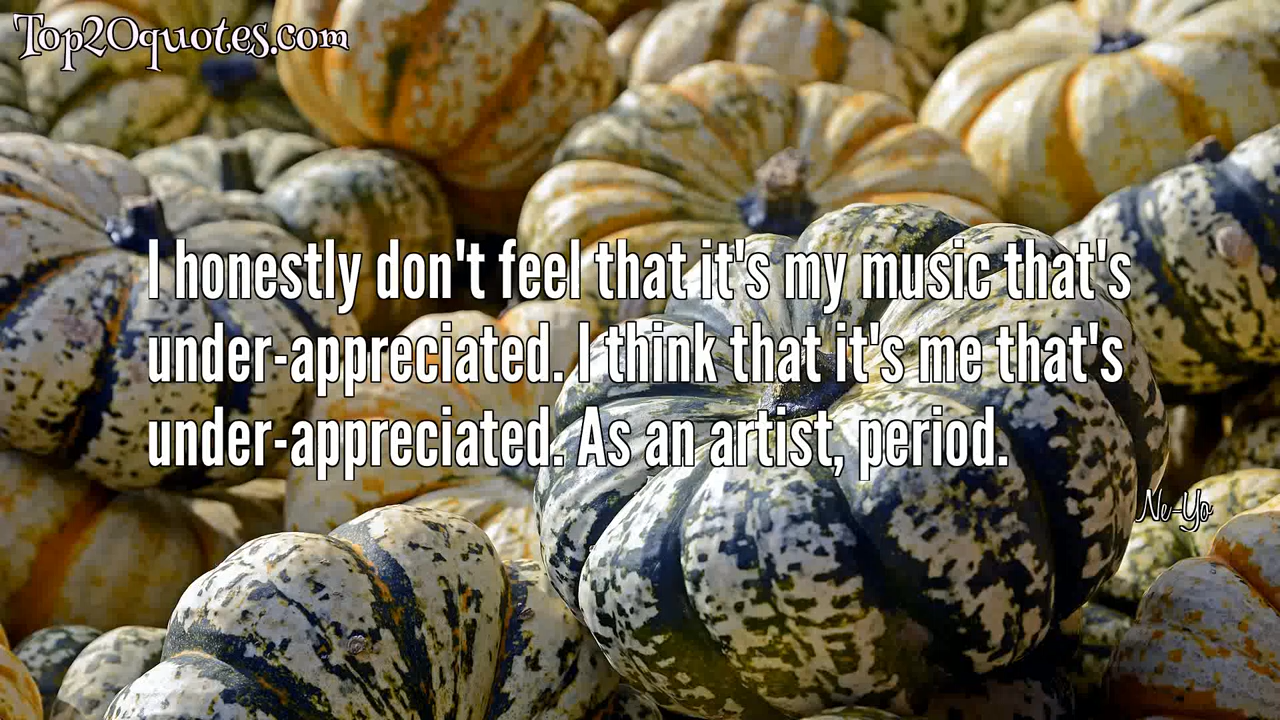 Top20quotes.com
I honestly don't feel that it's my music that's
under-appreciated. I think that it's me that's
under-appreciated. As an artist, period.
Ne-Yo